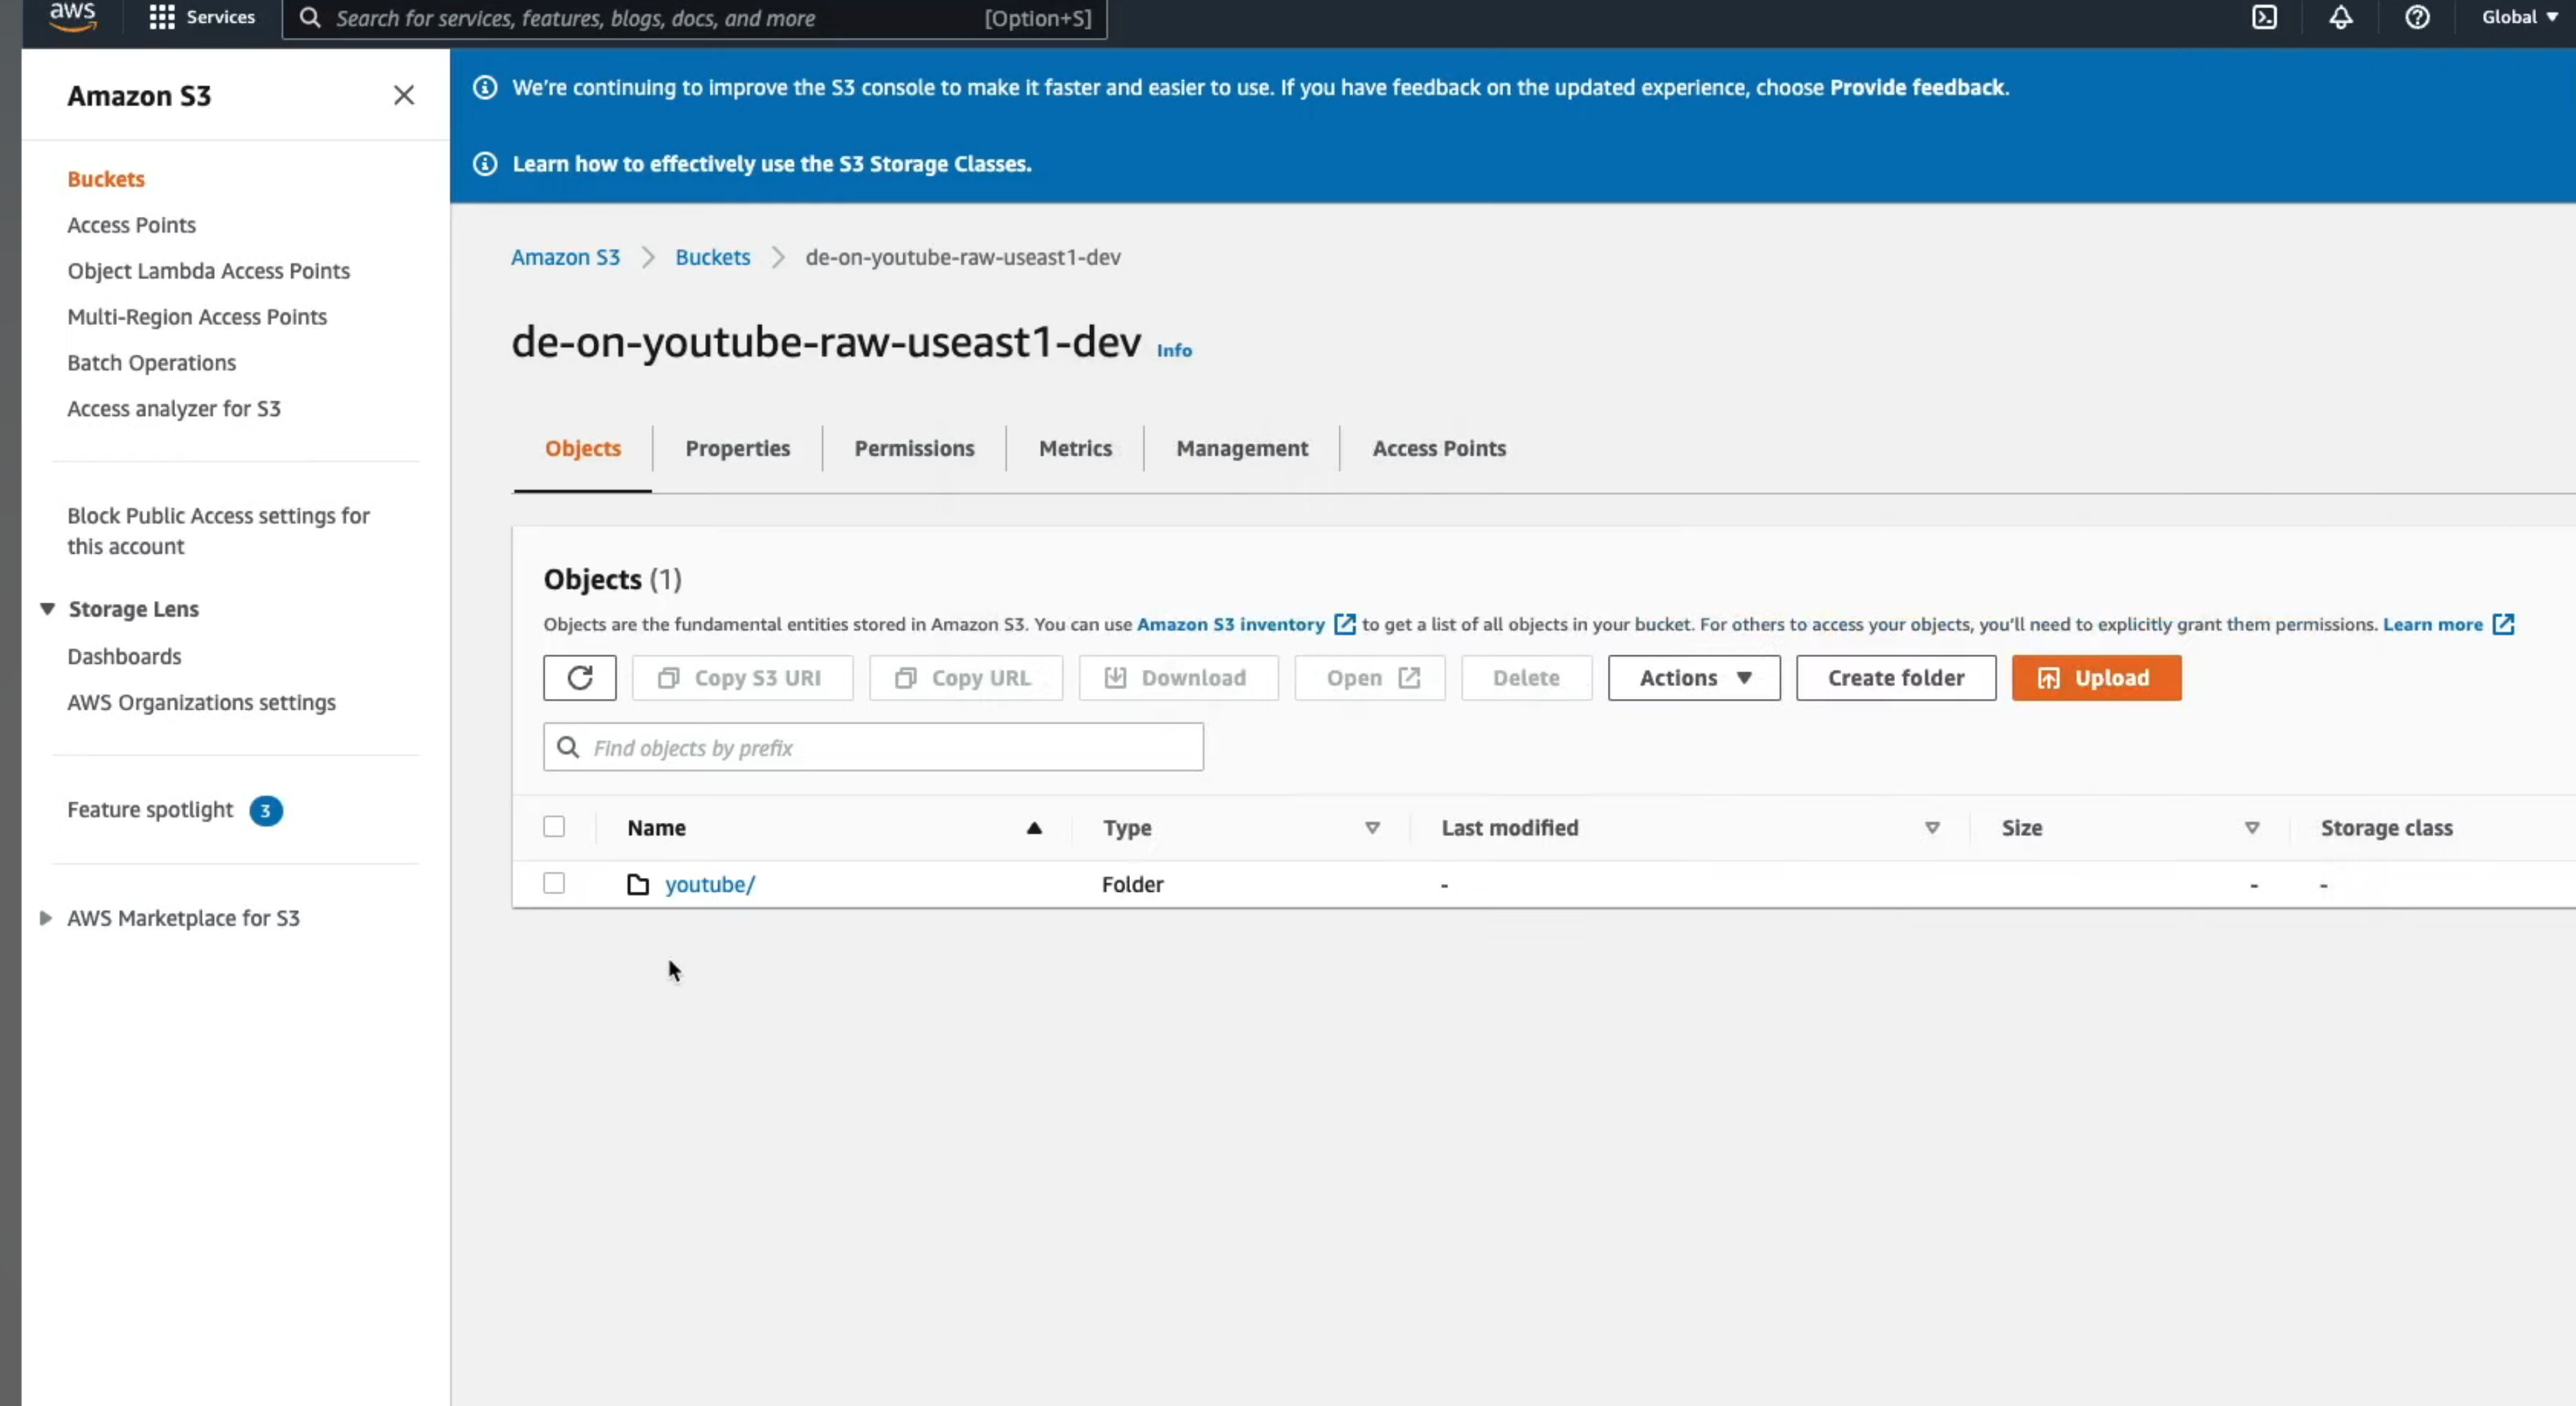 aws
Services
Search for services, features, blogs, docs, and more [Option+S]
Global
Amazon S3
We're continuing to improve the S3 console to make it faster and easier to use. If you have feedback on the updated experience, choose Provide feedback.
Learn how to effectively use the S3 Storage Classes.
Buckets
Access Points
Object Lambda Access Points
Multi-Region Access Points
Batch Operations
Access analyzer for S3
Block Public Access settings for
this account
Storage Lens
Dashboards
AWS Organizations settings
Feature spotlight 3
AWS Marketplace for S3
Amazon S3 > Buckets > de-on-youtube-raw-useast1-dev
de-on-youtube-raw-useast1-dev Info
Objects Properties Permissions Metrics Management Access Points
Objects (1)
Objects are the fundamental entities stored in Amazon S3. You can use Amazon S3 inventory to get a list of all objects in your bucket. For others to access your objects, you'll need to explicitly grant them permissions. Learn more
Copy S3 URI Copy URL Download Open Delete Actions Create folder Upload
Find objects by prefix
Name Type Last modified Size Storage class
youtube/ Folder - - -